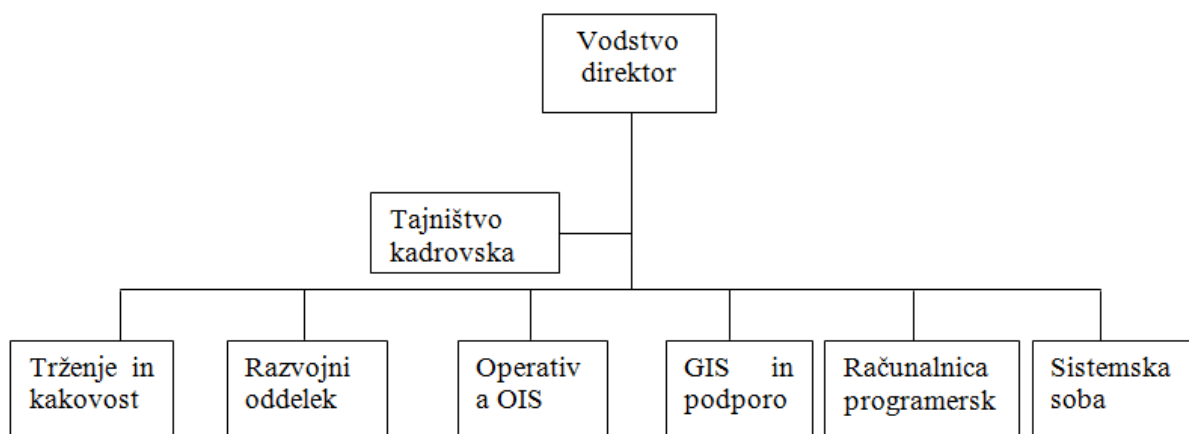 Vodstvo
direktor
Tajništvo
kadrovska
Trženje in
kakovost
Razvojni
oddelek
Operativ
a OIS
GIS in
podporo
Računalnica
programersk
Sistemska
soba